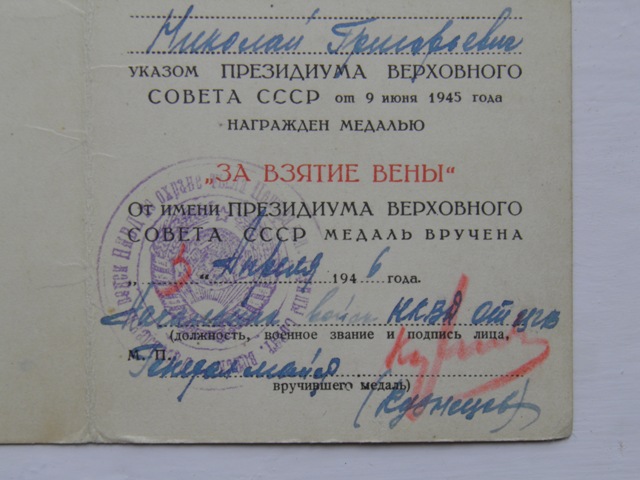 Николай Григорьевич
УКАЗОМ ПРЕЗИДИУМА ВЕРХОВНОГО
СОВЕТА СССР от 9 июня 1945 года
НАГРАЖДЕН МЕДАЛЬЮ
„ЗА ВЗЯТИЕ ВЕНЫ“
От имени ПРЕЗИДИУМА ВЕРХОВНОГО
СОВЕТА СССР МЕДАЛЬ ВРУЧЕНА
„3“ Апреля 1946 года.
Начальник войск НКВД
(должность, военное звание и подпись лица,
М. П.
Генерал майор
вручившего медаль)
(Кузнецов)